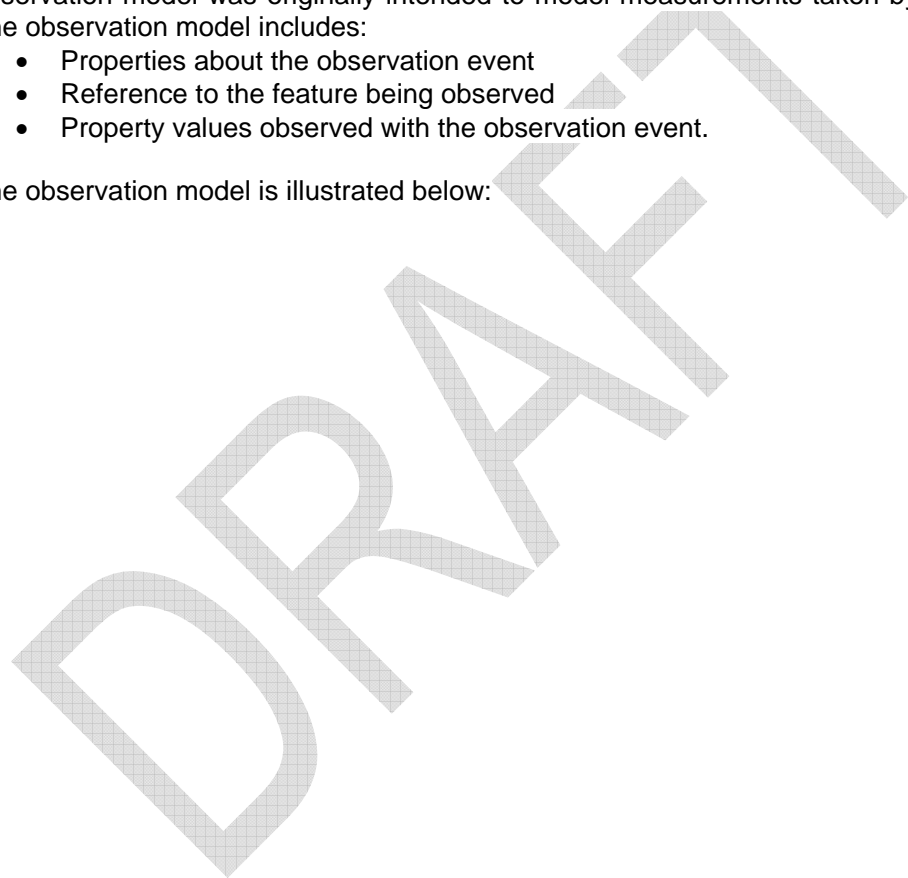 servation model was originally intended to model measurements taken by
he observation model includes:
• Properties about the observation event
• Reference to the feature being observed
• Property values observed with the observation event.
he observation model is illustrated below:
DRAFT